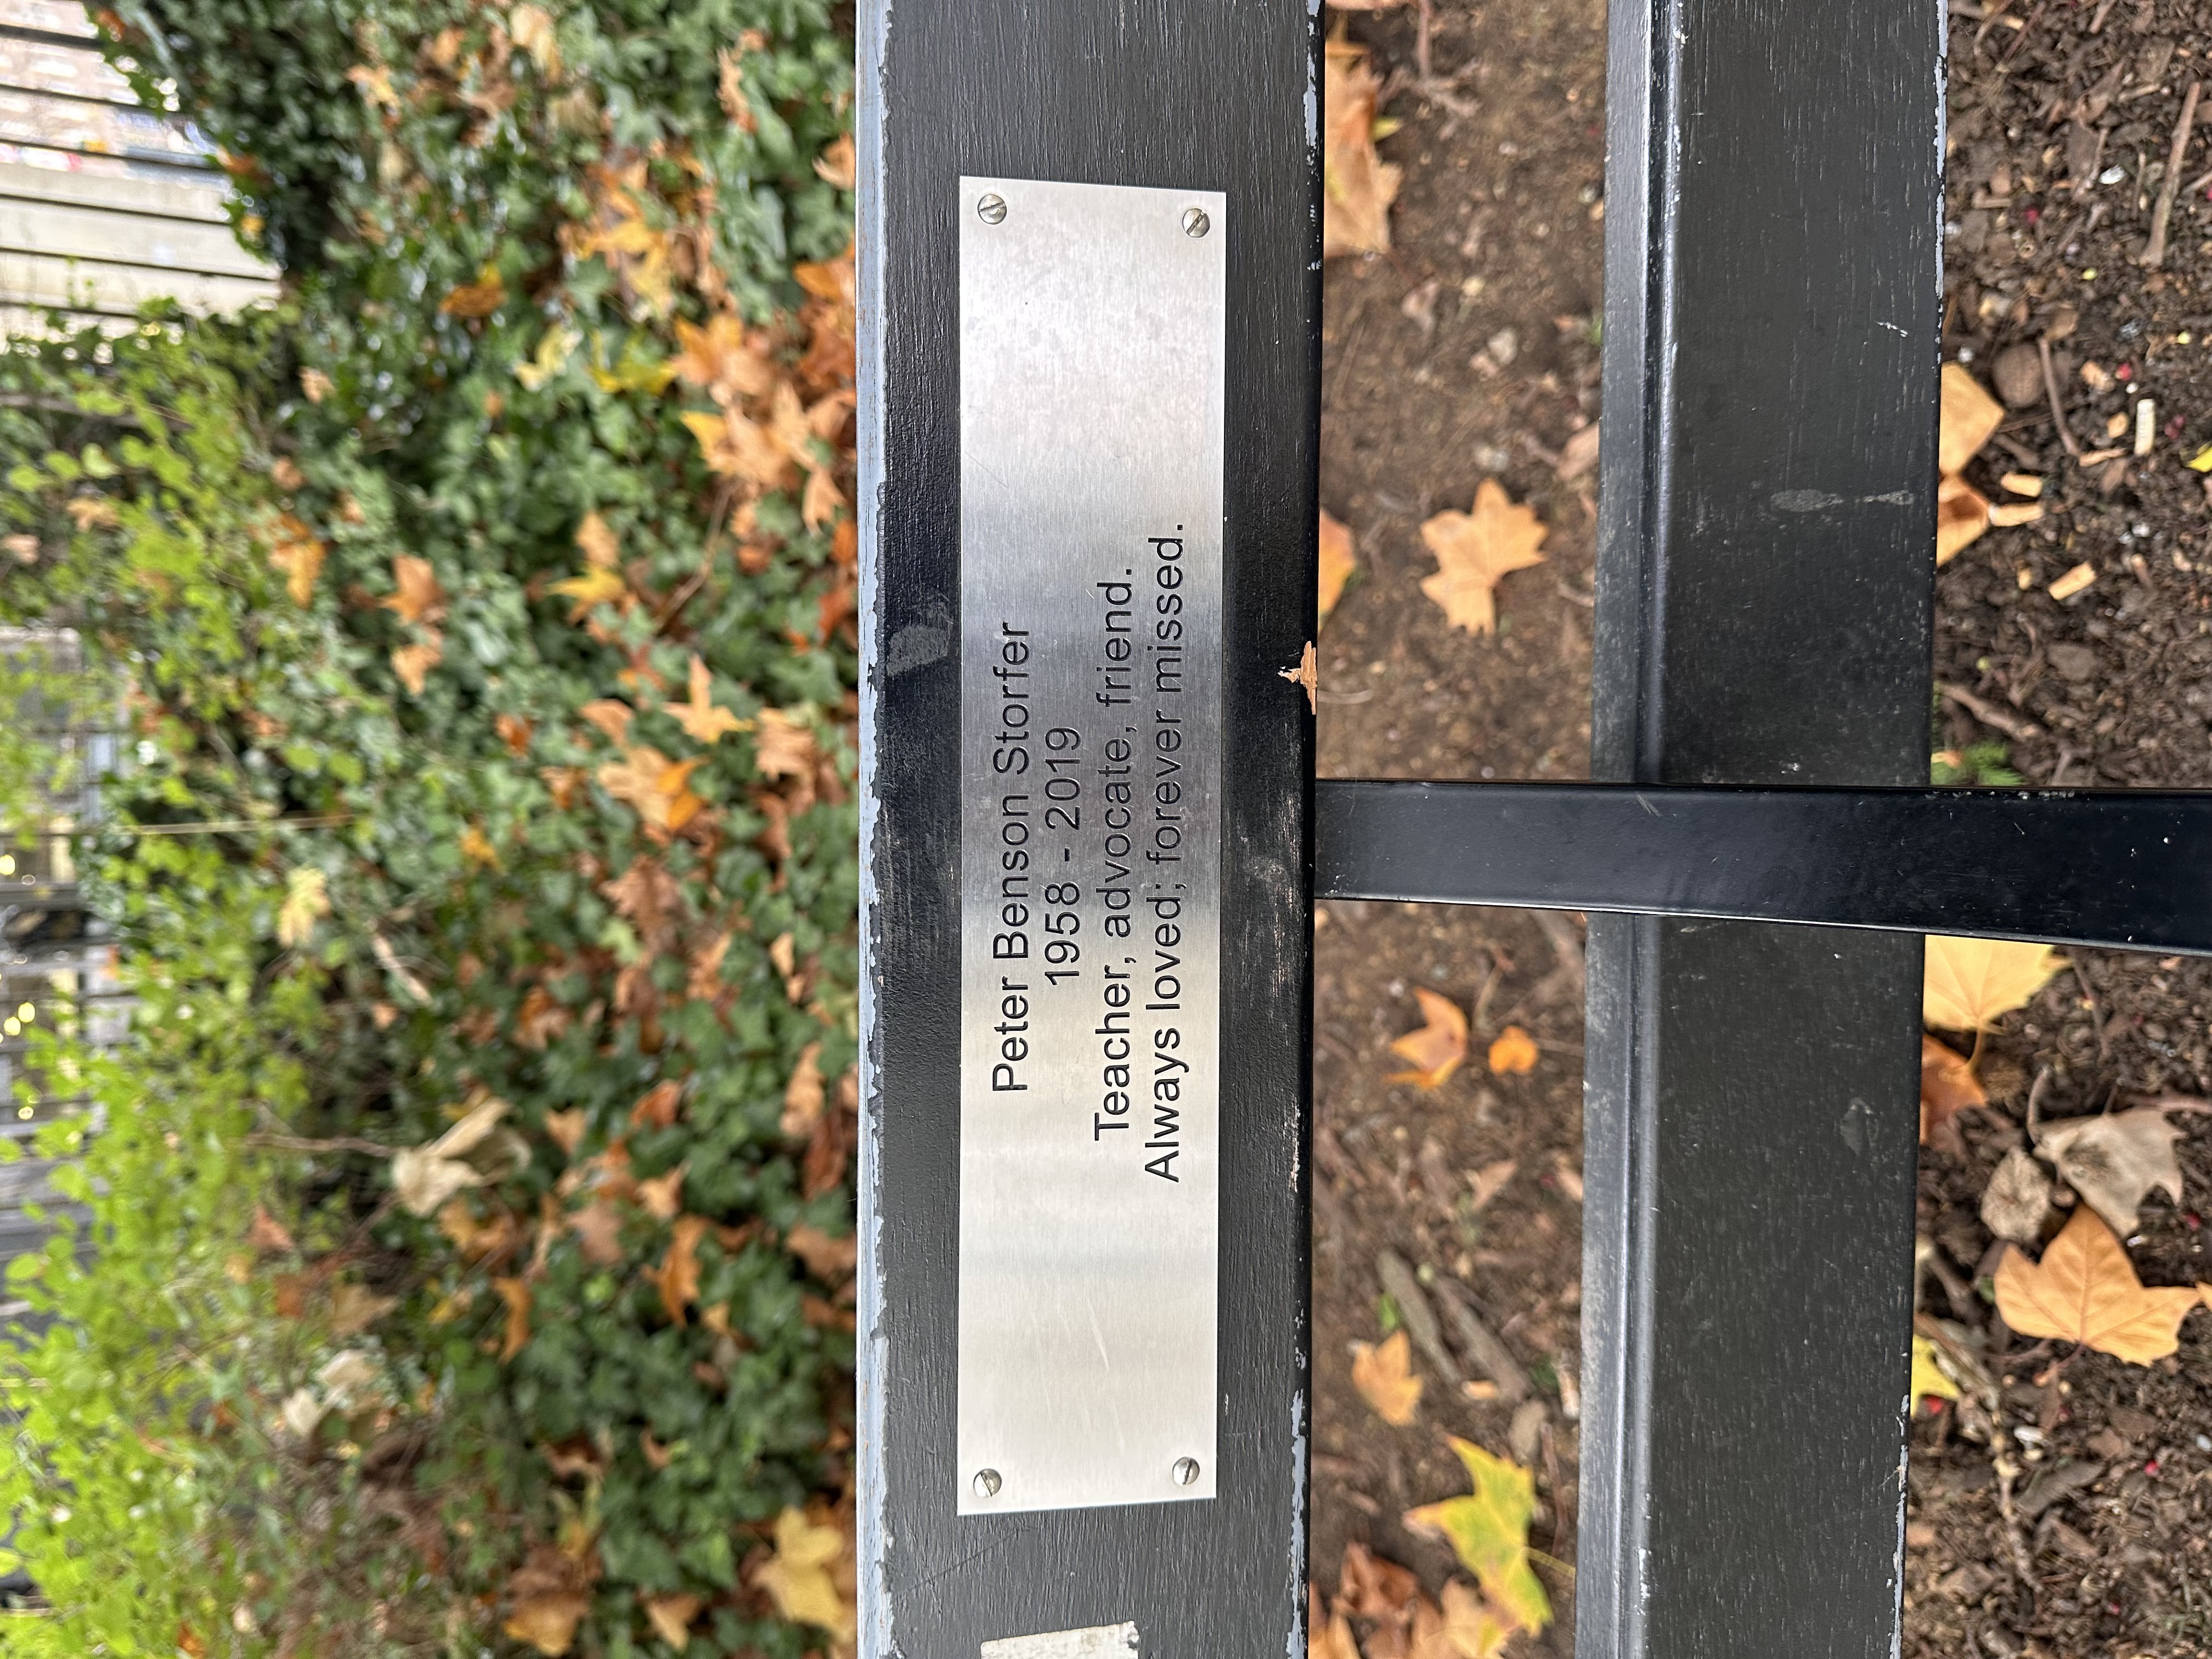 Peter Benson Storfer
1958 - 2019
Teacher, advocate, friend.
Always loved; forever missed.